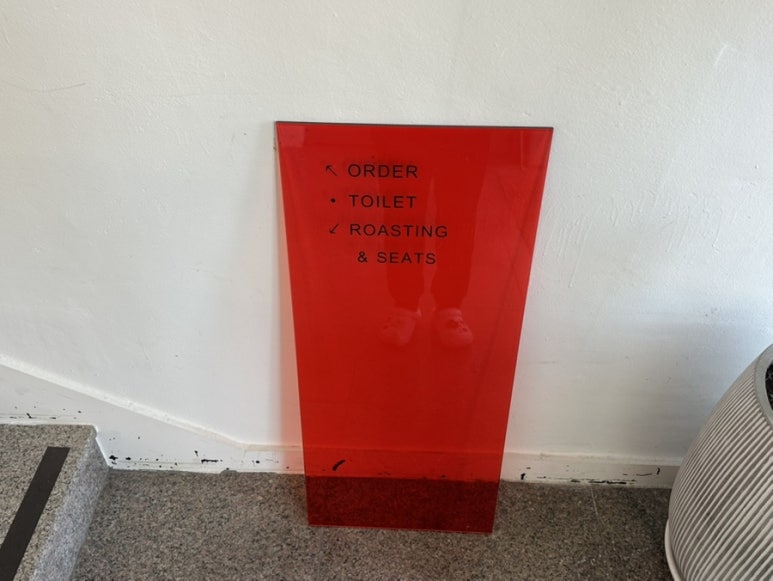 ↖ ORDER
• TOILET
↙ ROASTING
& SEATS